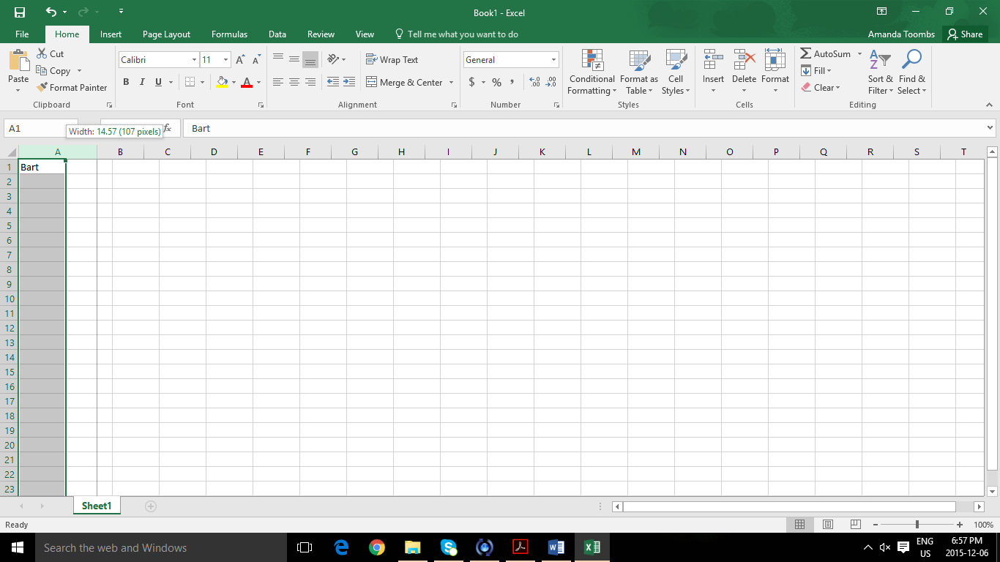 Book1 - Excel
File Home Insert Page Layout Formulas Data Review View Tell me what you want to do Amanda Toombs Share
Paste Cut Copy Format Painter
Calibri 11
B I U A
Wrap Text
Merge & Center
General
$ % ,
Conditional Formatting Format as Table Cell Styles
Insert Delete Format
AutoSum Fill Clear
Sort & Filter Find & Select
Clipboard Font Alignment Number Styles Cells Editing
A1 Width: 14.57 (107 pixels) fx Bart
A B C D E F G H I J K L M N O P Q R S T
1 Bart
2
3
4
5
6
7
8
9
10
11
12
13
14
15
16
17
18
19
20
21
22
23
Sheet1
Ready 100%
Search the web and Windows
ENG US
6:57 PM
2015-12-06